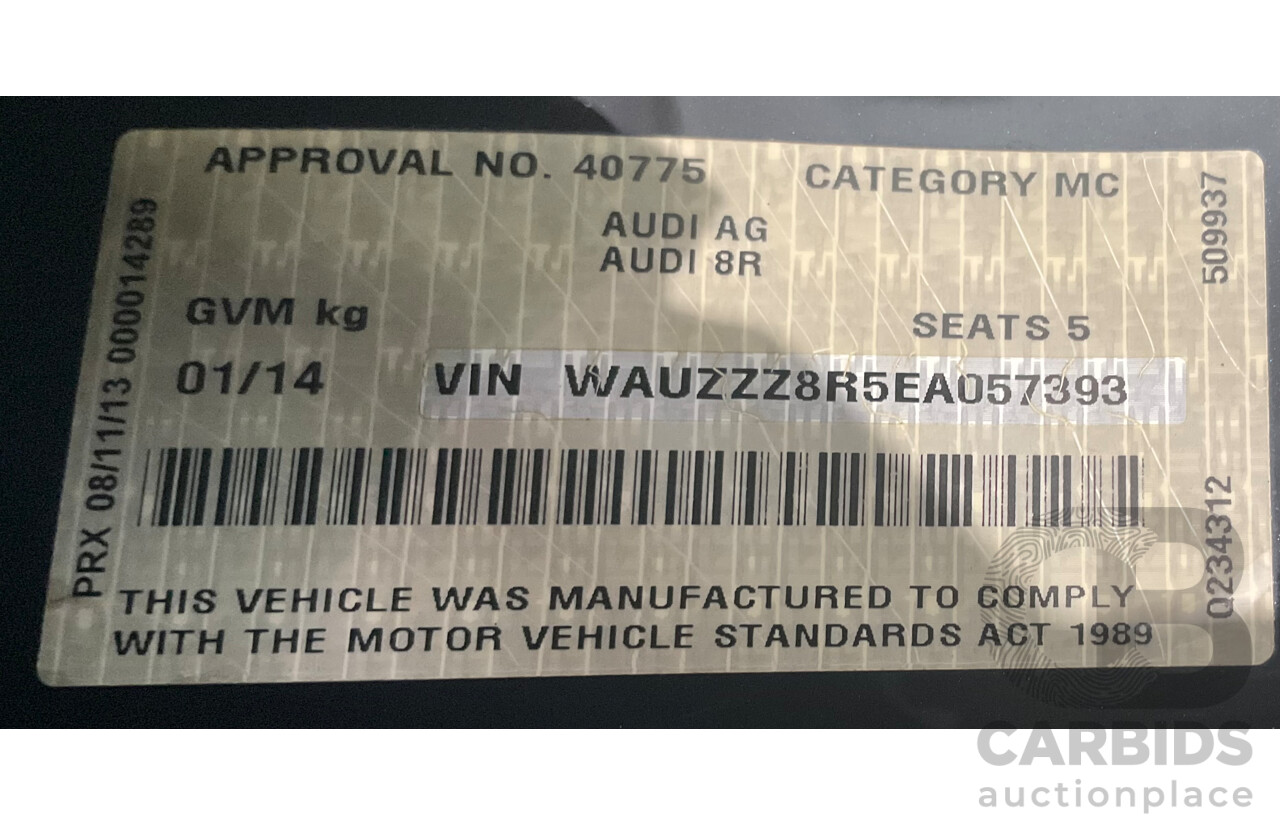 APPROVAL NO. 40775 CATEGORY MC
AUDI AG
AUDI 8R
GVM kg
SEATS 5
01/14 VIN WAUZZZ8R5EA057393
THIS VEHICLE WAS MANUFACTURED TO COMPLY
WITH THE MOTOR VEHICLE STANDARDS ACT 1989
PRX 08/11/13 000014289
509937
Q234312
CARBIDS
auctionplace